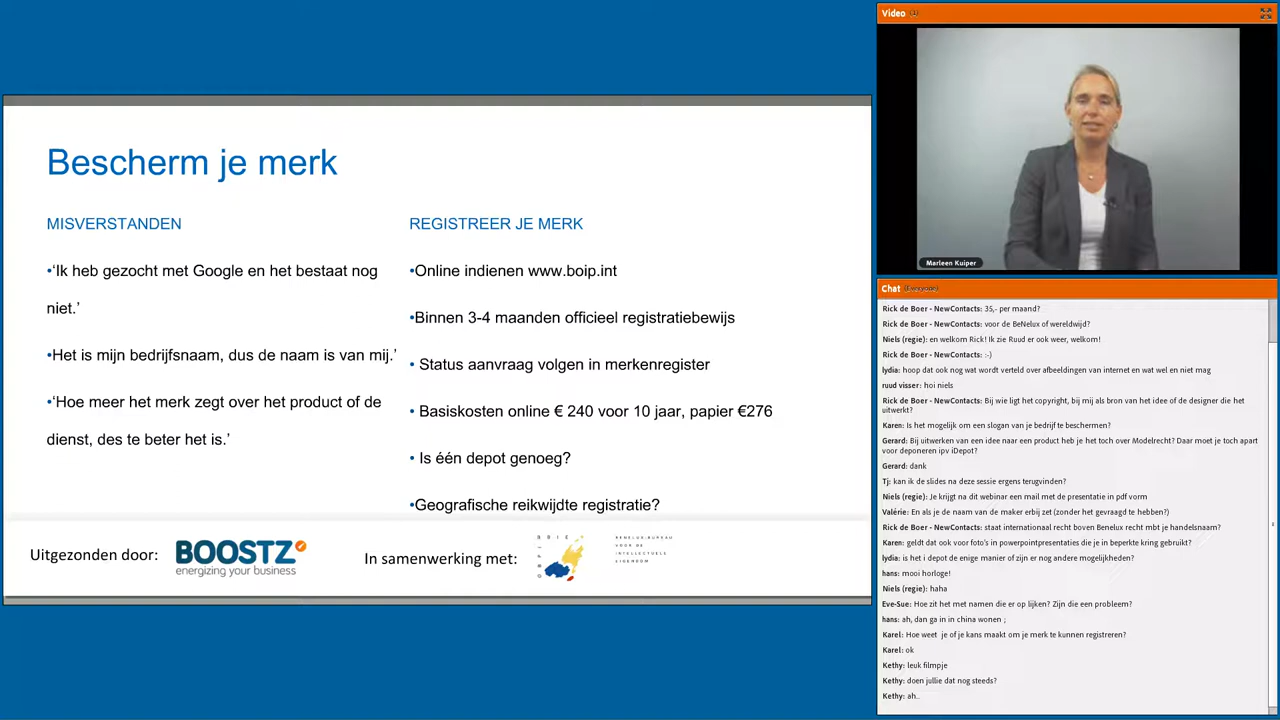 Bescherm je merk
MISVERSTANDEN
•‘Ik heb gezocht met Google en het bestaat nog
niet.’
•Het is mijn bedrijfsnaam, dus de naam is van mij.’
•‘Hoe meer het merk zegt over het product of de
dienst, des te beter het is.’
REGISTREER JE MERK
•Online indienen www.boip.int
•Binnen 3-4 maanden officieel registratiebewijs
• Status aanvraag volgen in merkenregister
• Basiskosten online € 240 voor 10 jaar, papier €276
• Is één depot genoeg?
•Geografische reikwijdte registratie?
Uitgezonden door:
BOOSTZ
energizing your business
In samenwerking met:
BENELUX-BUREAU
VOOR DE
INTELLECTUELE
EIGENDOM
Video (1)
Marleen Kuiper
Chat (Everyone)
Rick de Boer - NewContacts: 35,- per maand?
Rick de Boer - NewContacts: voor de BeNelux of wereldwijd?
Niels (regie): en welkom Rick! Ik zie Ruud er ook weer, welkom!
Rick de Boer - NewContacts: :-)
lydia: hoop dat ook nog wat wordt verteld over afbeeldingen van internet en wat wel en niet mag
ruud visser: hoi niels
Rick de Boer - NewContacts: Bij wie ligt het copyright, bij mij als bron van het idee of de designer die het
uitwerkt?
Karen: Is het mogelijk om een slogan van je bedrijf te beschermen?
Gerard: Bij uitwerken van een idee naar een product heb je het toch over Modelrecht? Daar moet je toch apart
voor deponeren ipv iDepot?
Gerard: dank
Tj: kan ik de slides na deze sessie ergens terugvinden?
Niels (regie): Je krijgt na dit webinar een mail met de presentatie in pdf vorm
Valérie: En als je de naam van de maker erbij zet (zonder het gevraagd te hebben?)
Rick de Boer - NewContacts: staat internationaal recht boven Benelux recht mbt je handelsnaam?
Karen: geldt dat ook voor foto's in powerpointpresentaties die je in beperkte kring gebruikt?
lydia: is het i depot de enige manier of zijn er nog andere mogelijkheden?
hans: mooi horloge!
Niels (regie): haha
Eve-Sue: Hoe zit het met namen die er op lijken? Zijn die een probleem?
hans: ah, dan ga in in china wonen ;
Karel: Hoe weet je of je kans maakt om je merk te kunnen registreren?
Karel: ok
Kethy: leuk filmpje
Kethy: doen jullie dat nog steeds?
Kethy: ah..